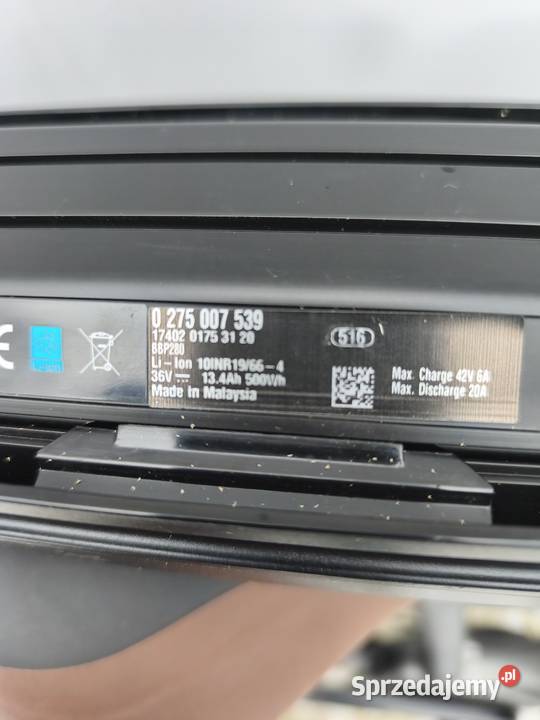 0 275 007 539
17402 0175 31 20
BBP280
516
Li-Ion 10INR19/66-4
36V⎓ 13.4Ah 500Wh
Made in Malaysia
Max. Charge 42V 6A
Max. Discharge 20A
CE
Sprzedajemy.pl